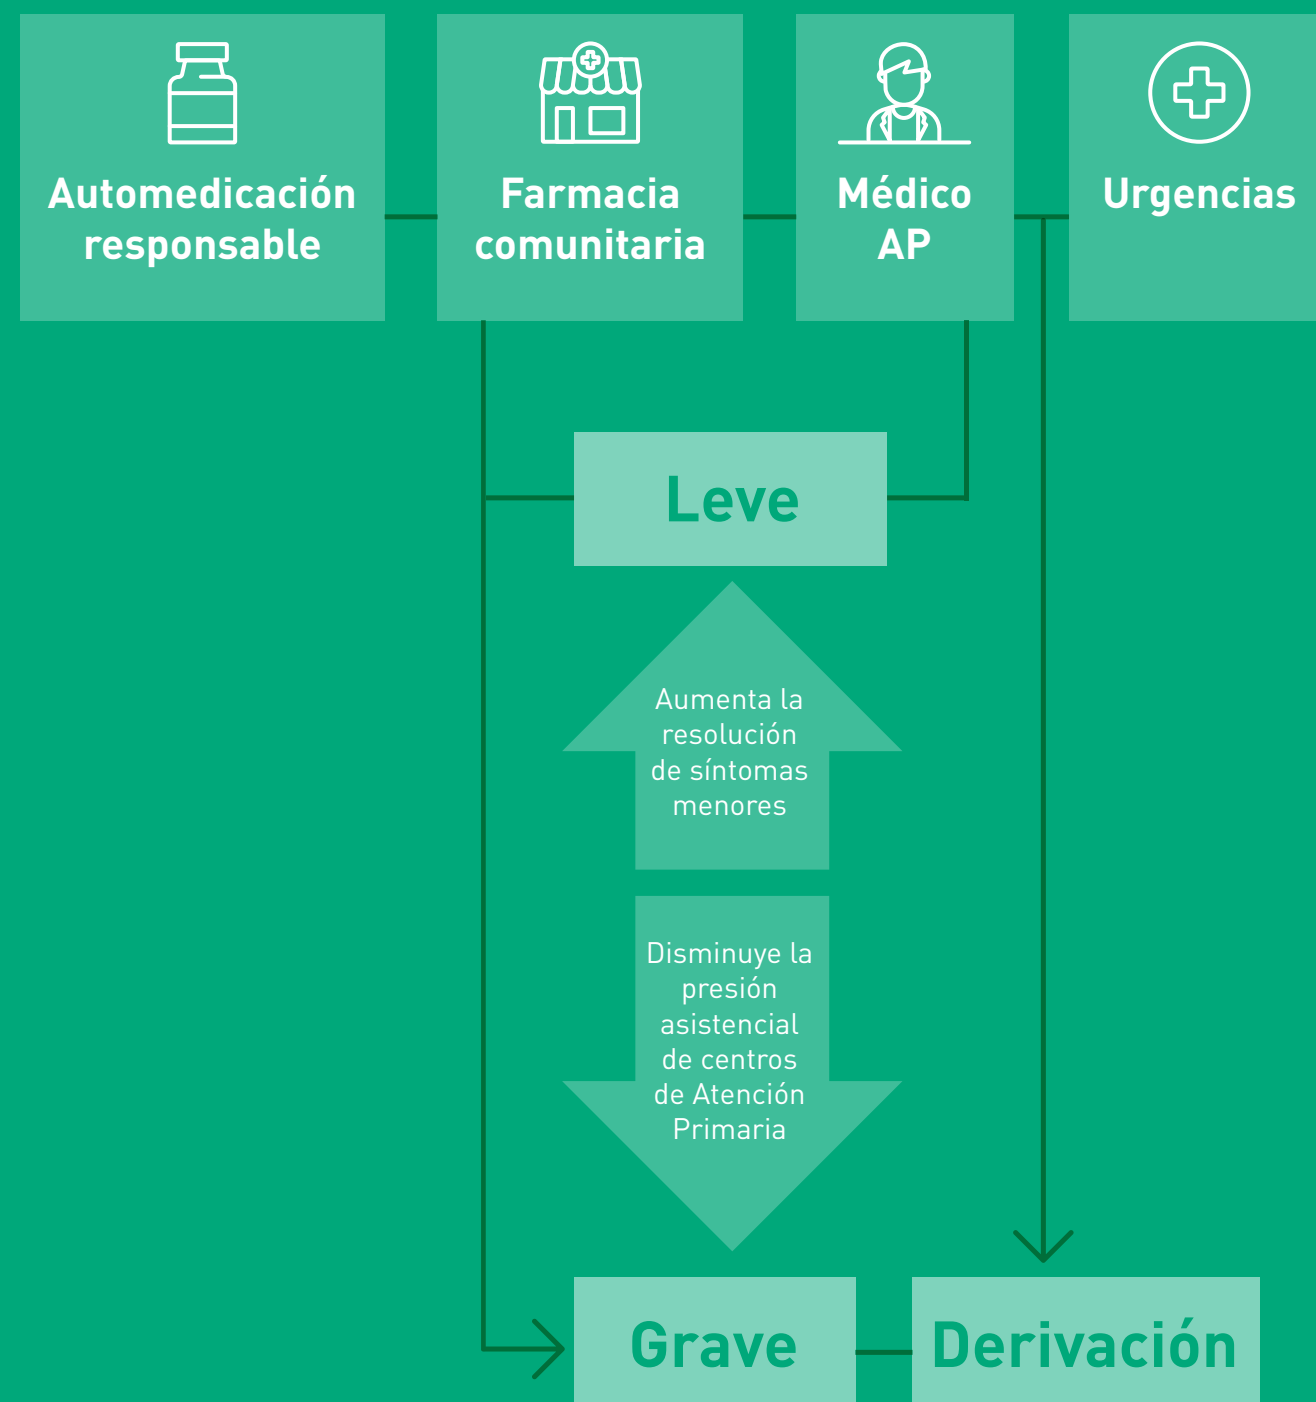 Automedicación
responsable
Farmacia
comunitaria
Médico
AP
Urgencias
Leve
Aumenta la
resolución
de síntomas
menores
Disminuye la
presión
asistencial
de centros
de Atención
Primaria
Grave
Derivación